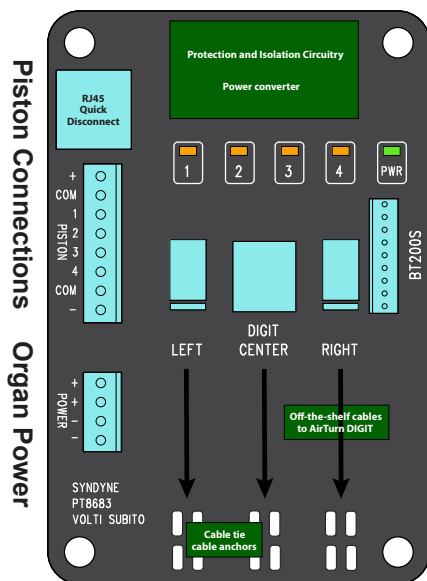 Protection and Isolation Circuitry
Power converter
RJ45
Quick
Disconnect
1
2
3
4
PWR
Piston Connections
+
COM
1
2
3
4
COM
-
PISTON
BT200S
LEFT
DIGIT
CENTER
RIGHT
Organ Power
+
+
-
-
POWER
Off-the-shelf cables
to AirTurn DIGIT
SYNDYNE
PT8683
VOLTI SUBITO
Cable tie
cable anchors